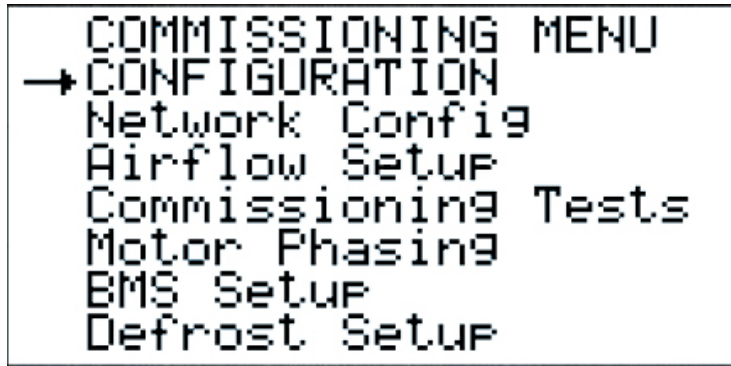 COMMISSIONING MENU
→CONFIGURATION
Network Config
Airflow Setup
Commissioning Tests
Motor Phasing
BMS Setup
Defrost Setup